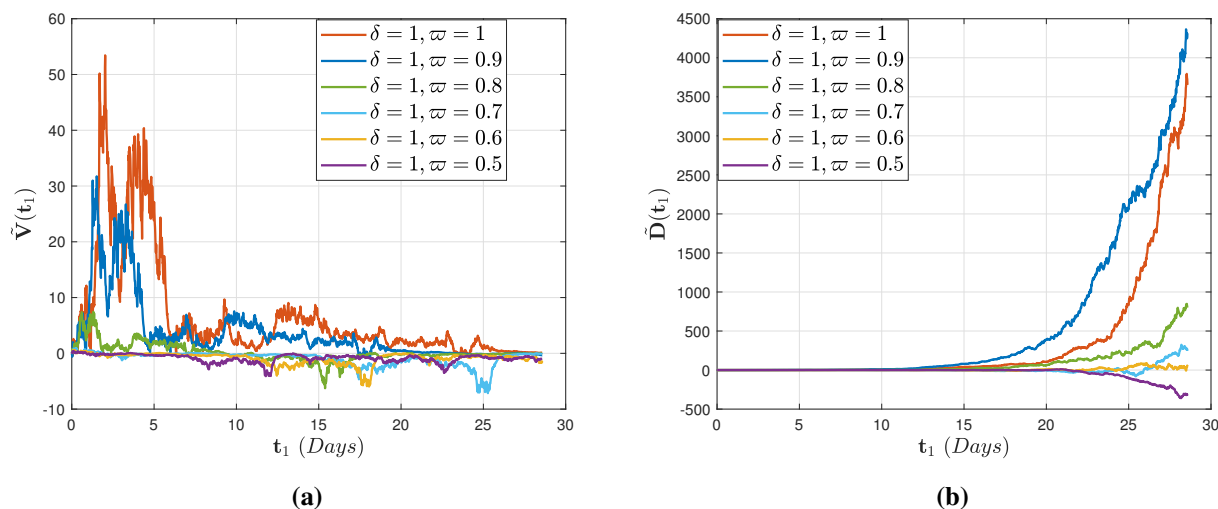 60
50
40
30
20
10
0
-10
Ṽ(t₁)
δ = 1, ϖ = 1
δ = 1, ϖ = 0.9
δ = 1, ϖ = 0.8
δ = 1, ϖ = 0.7
δ = 1, ϖ = 0.6
δ = 1, ϖ = 0.5
0 5 10 15 20 25 30
t₁ (Days)
(a)
4500
4000
3500
3000
2500
2000
1500
1000
500
0
-500
D̃(t₁)
δ = 1, ϖ = 1
δ = 1, ϖ = 0.9
δ = 1, ϖ = 0.8
δ = 1, ϖ = 0.7
δ = 1, ϖ = 0.6
δ = 1, ϖ = 0.5
0 5 10 15 20 25 30
t₁ (Days)
(b)